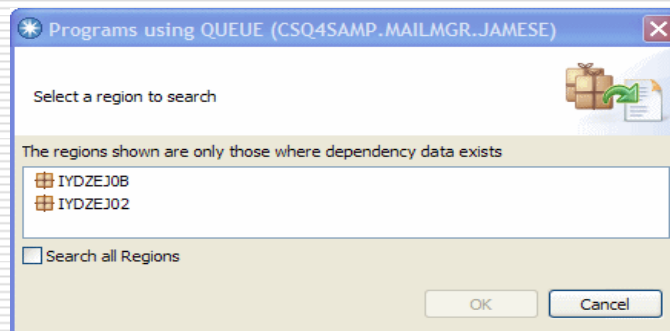 Programs using QUEUE (CSQ4SAMP.MAILMGR.JAMESE)
Select a region to search
The regions shown are only those where dependency data exists
IYDZEJ0B
IYDZEJ02
Search all Regions
OK
Cancel